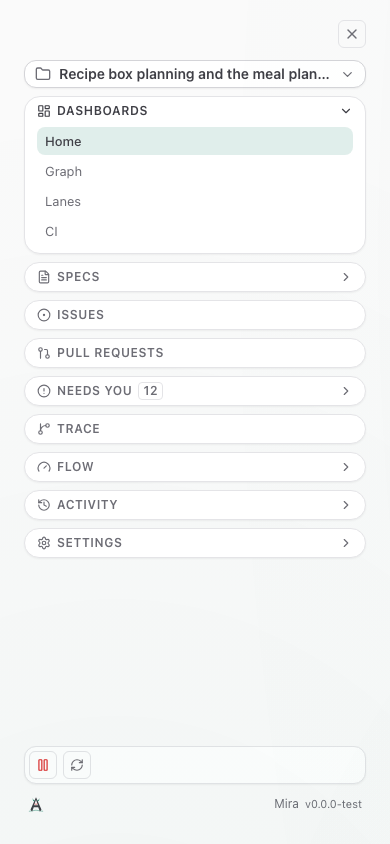 Recipe box planning and the meal plan...
DASHBOARDS
Home
Graph
Lanes
CI
SPECS
ISSUES
PULL REQUESTS
NEEDS YOU 12
TRACE
FLOW
ACTIVITY
SETTINGS
Mira v0.0.0-test